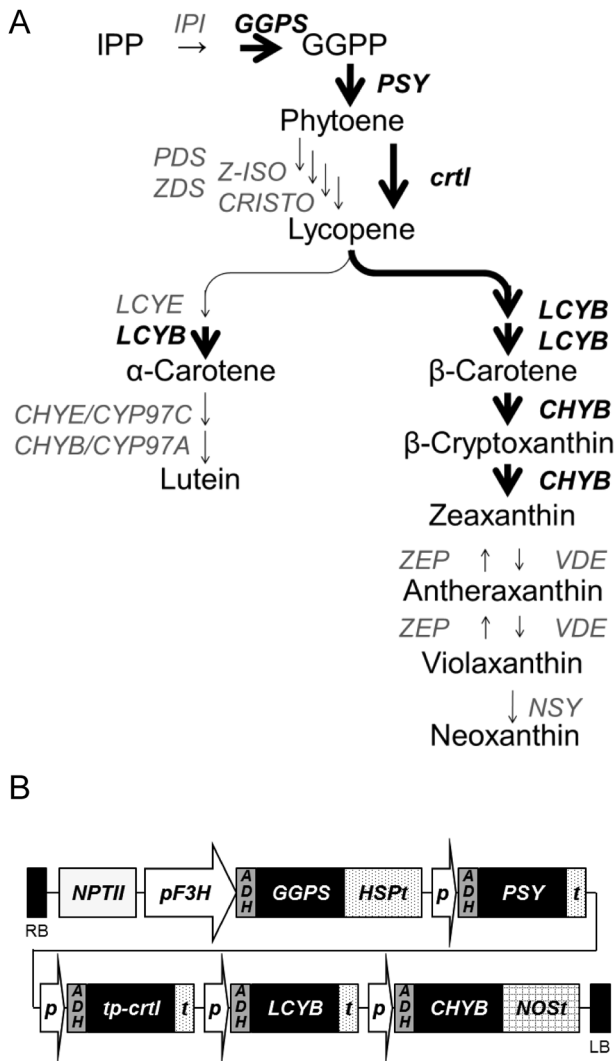 A
IPP IPI → GGPS GGPP
PSY
Phytoene
PDS Z-ISO
ZDS CRISTO
crtI
Lycopene
LCYE LCYB
LCYB LCYB
α-Carotene β-Carotene
CHYE/CYP97C CHYB
CHYB/CYP97A β-Cryptoxanthin
Lutein CHYB
Zeaxanthin
ZEP ↑ ↓ VDE
Antheraxanthin
ZEP ↑ ↓ VDE
Violaxanthin
NSY
Neoxanthin
B
NPTII pF3H ADH GGPS HSPt p ADH PSY t
RB
p ADH tp-crtI t p ADH LCYB t p ADH CHYB NOSt
LB